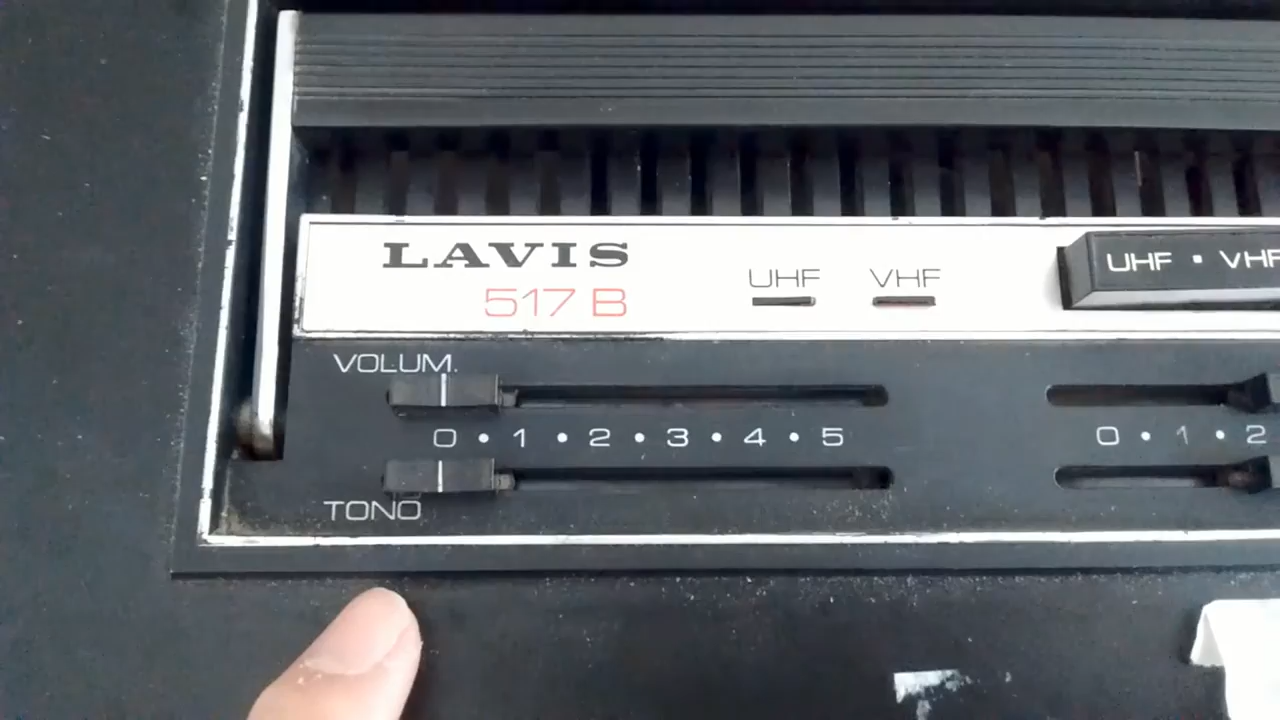 LAVIS
517 B
UHF VHF
UHF • VHF
VOLUM.
0 • 1 • 2 • 3 • 4 • 5
0 • 1 • 2
TONO